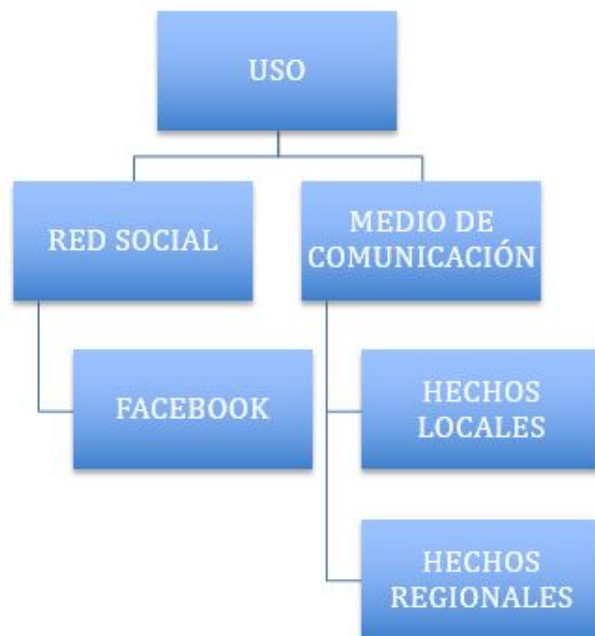 USO
RED SOCIAL
MEDIO DE
COMUNICACIÓN
FACEBOOK
HECHOS
LOCALES
HECHOS
REGIONALES